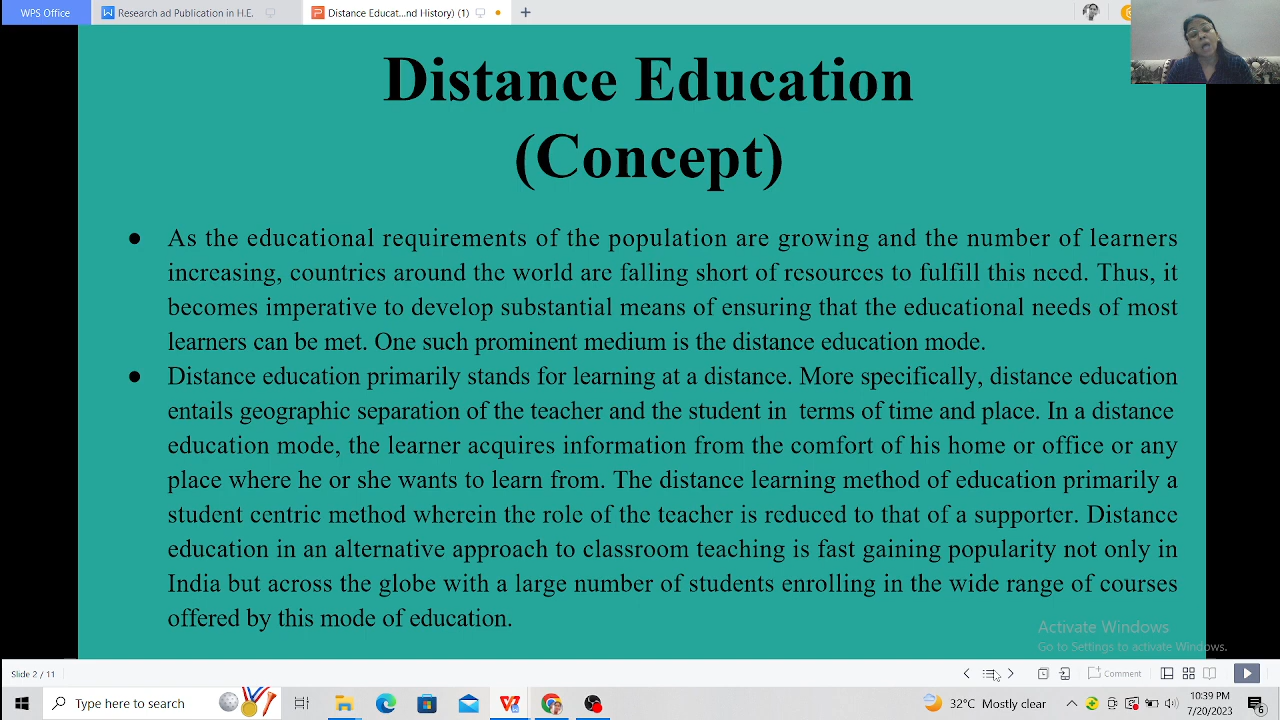 WPS Office
Research ad Publication in H.E.
Distance Educat...nd History (1)
Distance Education
(Concept)
● As the educational requirements of the population are growing and the number of learners
increasing, countries around the world are falling short of resources to fulfill this need. Thus, it
becomes imperative to develop substantial means of ensuring that the educational needs of most
learners can be met. One such prominent medium is the distance education mode.
● Distance education primarily stands for learning at a distance. More specifically, distance education
entails geographic separation of the teacher and the student in  terms of time and place. In a distance
education mode, the learner acquires information from the comfort of his home or office or any
place where he or she wants to learn from. The distance learning method of education primarily a
student centric method wherein the role of the teacher is reduced to that of a supporter. Distance
education in an alternative approach to classroom teaching is fast gaining popularity not only in
India but across the globe with a large number of students enrolling in the wide range of courses
offered by this mode of education.
Activate Windows
Go to Settings to activate Windows.
Slide 2 / 11
Comment
Type here to search
32°C Mostly clear
10:39 PM
7/20/2023
6